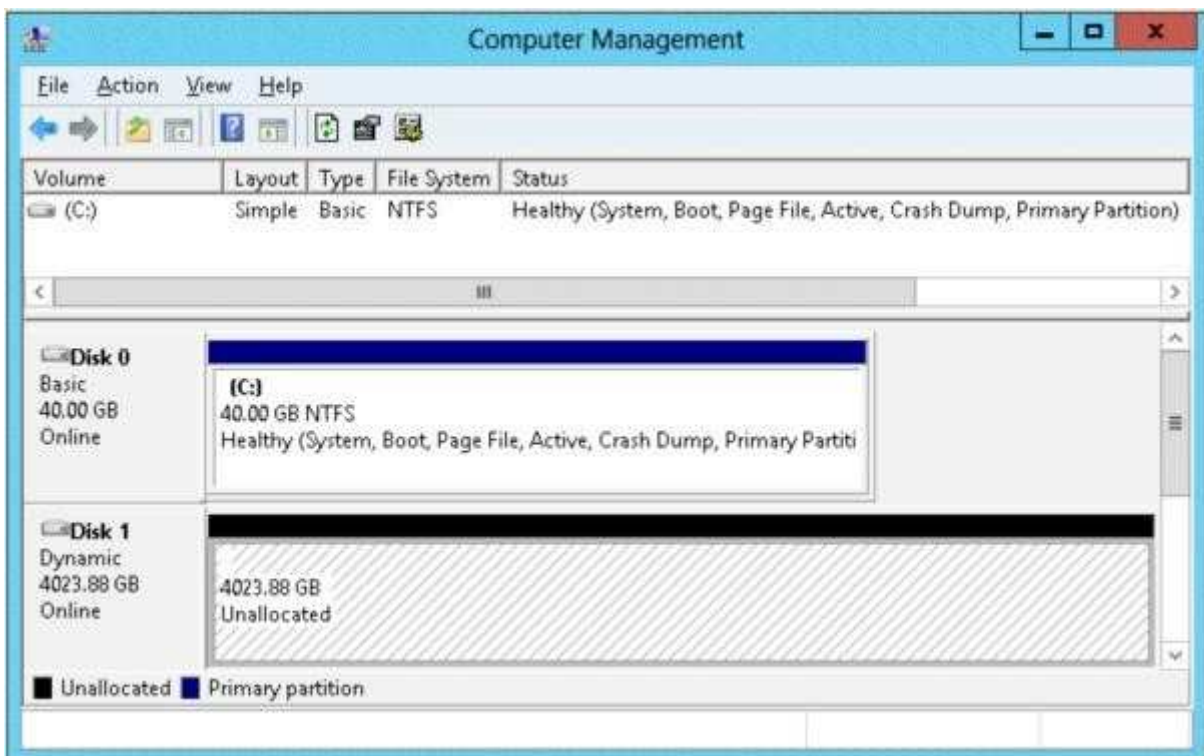 Computer Management
File Action View Help
Volume Layout Type File System Status
(C:) Simple Basic NTFS Healthy (System, Boot, Page File, Active, Crash Dump, Primary Partition)
Disk 0
Basic
40.00 GB
Online
(C:)
40.00 GB NTFS
Healthy (System, Boot, Page File, Active, Crash Dump, Primary Partiti
Disk 1
Dynamic
4023.88 GB
Online
4023.88 GB
Unallocated
Unallocated Primary partition